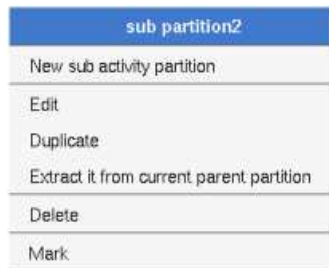 sub partition2
New sub activity partition
Edit
Duplicate
Extract it from current parent partition
Delete
Mark